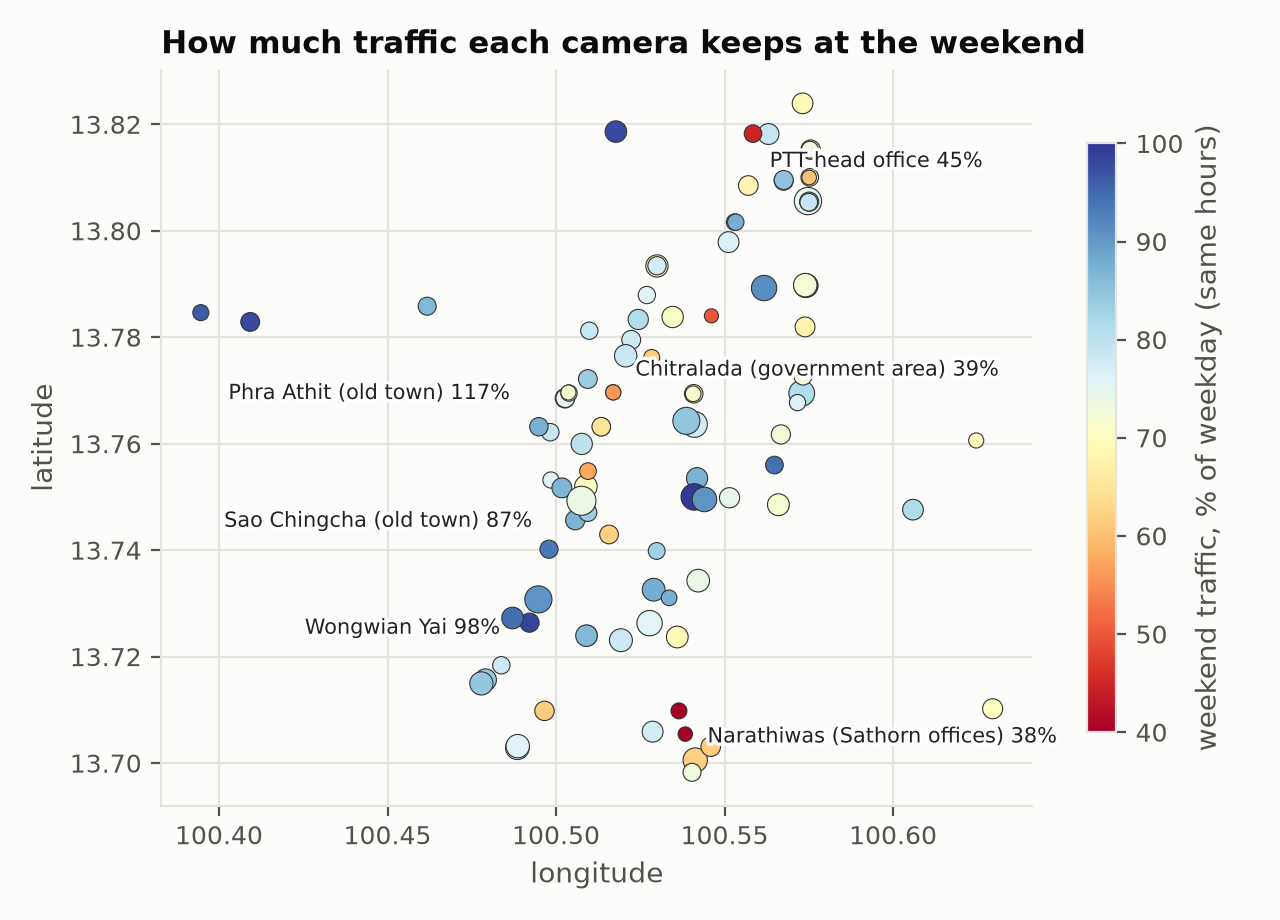 How much traffic each camera keeps at the weekend
13.82
13.80
13.78
13.76
13.74
13.72
13.70
latitude
PTT head office 45%
Chitralada (government area) 39%
Phra Athit (old town) 117%
Sao Chingcha (old town) 87%
Wongwian Yai 98%
Narathiwas (Sathorn offices) 38%
100.40
100.45
100.50
100.55
100.60
longitude
100
90
80
70
60
50
40
weekend traffic, % of weekday (same hours)